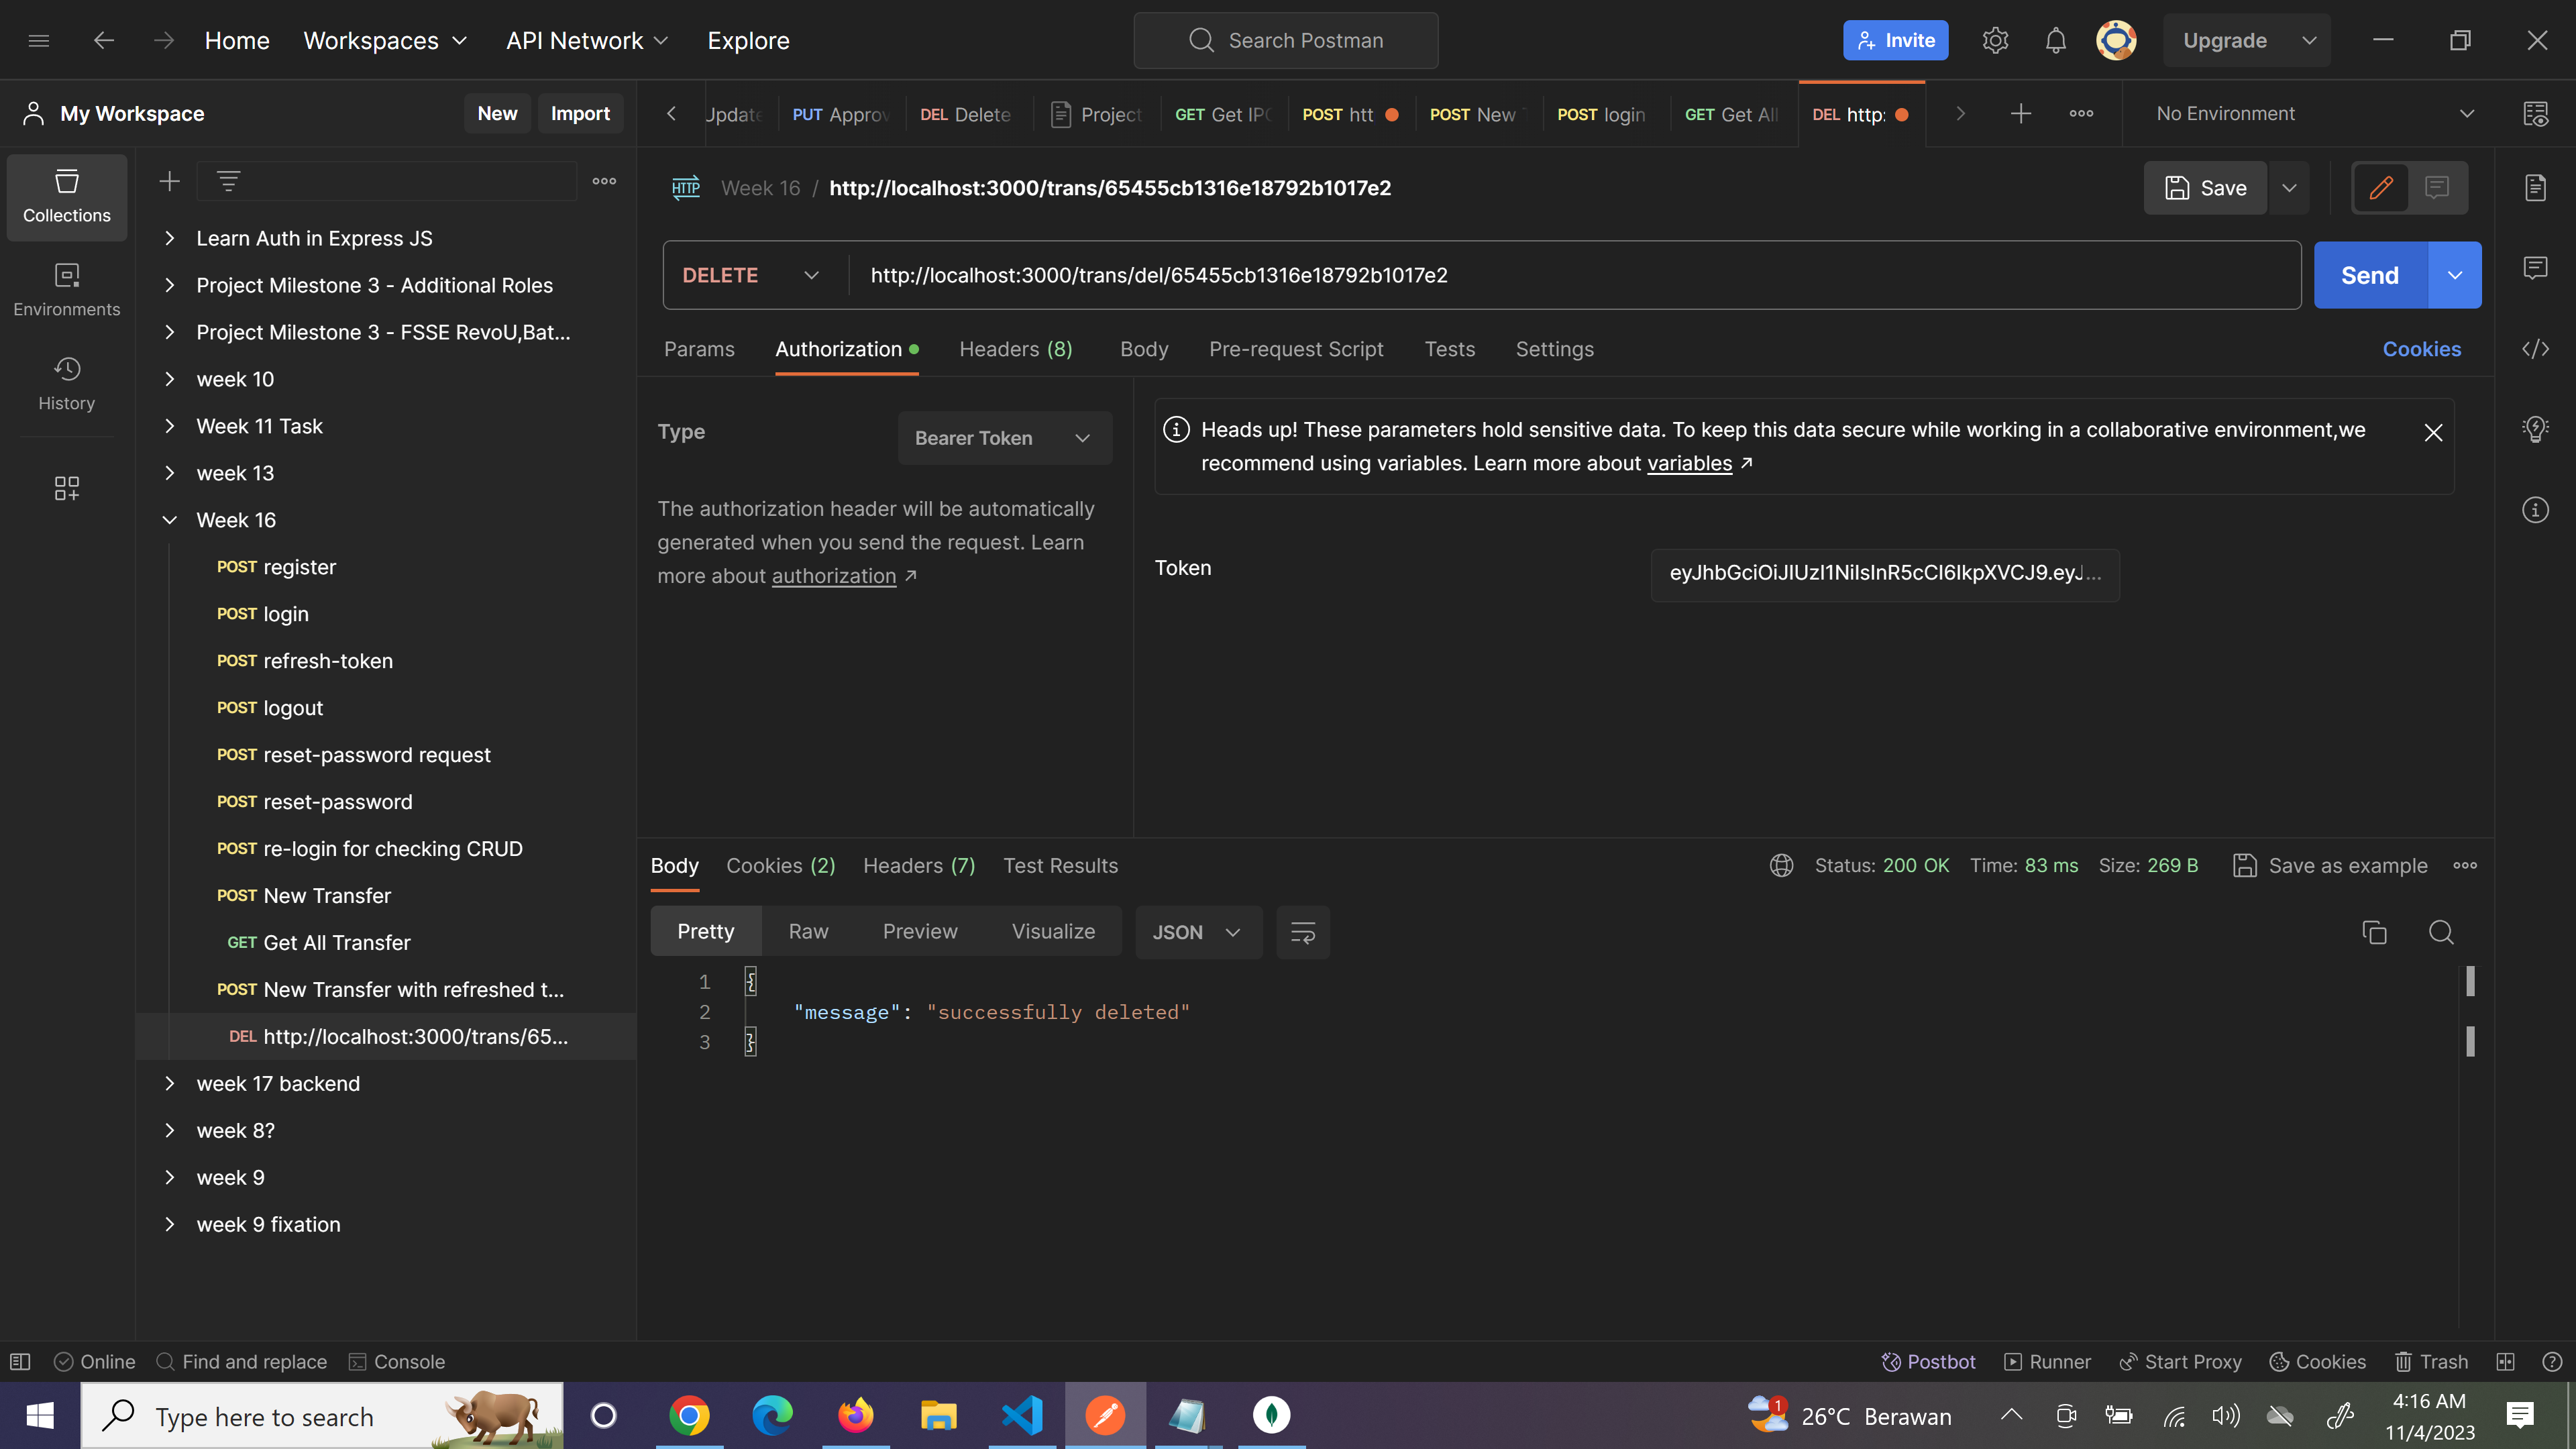 Home
Workspaces
API Network
Explore
Search Postman
Invite
Upgrade
My Workspace
New
Import
Update
PUT Approv
DEL Delete
Project
GET Get IPO
POST htt
POST New T
POST login
GET Get All
DEL http:
No Environment
Collections
Environments
History
Learn Auth in Express JS
Project Milestone 3 - Additional Roles
Project Milestone 3 - FSSE RevoU,Bat...
week 10
Week 11 Task
week 13
Week 16
POST register
POST login
POST refresh-token
POST logout
POST reset-password request
POST reset-password
POST re-login for checking CRUD
POST New Transfer
GET Get All Transfer
POST New Transfer with refreshed t...
DEL http://localhost:3000/trans/65...
week 17 backend
week 8?
week 9
week 9 fixation
HTTP
Week 16 / http://localhost:3000/trans/65455cb1316e18792b1017e2
Save
DELETE
http://localhost:3000/trans/del/65455cb1316e18792b1017e2
Send
Params
Authorization
Headers (8)
Body
Pre-request Script
Tests
Settings
Cookies
Type
Bearer Token
The authorization header will be automatically
generated when you send the request. Learn
more about authorization ↗
Heads up! These parameters hold sensitive data. To keep this data secure while working in a collaborative environment,we
recommend using variables. Learn more about variables ↗
Token
eyJhbGciOiJIUzI1NiIsInR5cCI6IkpXVCJ9.eyJ...
Body
Cookies (2)
Headers (7)
Test Results
Status: 200 OK
Time: 83 ms
Size: 269 B
Save as example
Pretty
Raw
Preview
Visualize
JSON
1 {
2 "message": "successfully deleted"
3 }
Online
Find and replace
Console
Postbot
Runner
Start Proxy
Cookies
Trash
Type here to search
1
26°C Berawan
4:16 AM
11/4/2023